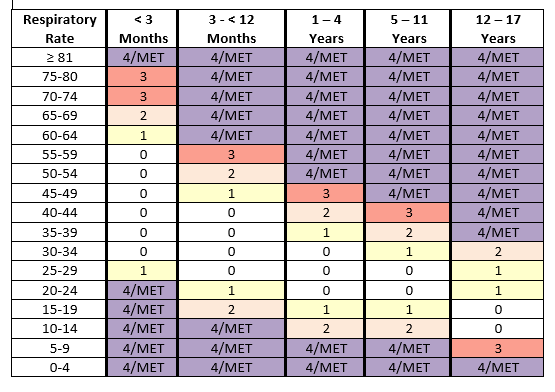 Respiratory Rate < 3 Months 3 - < 12 Months 1 – 4 Years 5 – 11 Years 12 – 17 Years
≥ 81 4/MET 4/MET 4/MET 4/MET 4/MET
75-80 3 4/MET 4/MET 4/MET 4/MET
70-74 3 4/MET 4/MET 4/MET 4/MET
65-69 2 4/MET 4/MET 4/MET 4/MET
60-64 1 4/MET 4/MET 4/MET 4/MET
55-59 0 3 4/MET 4/MET 4/MET
50-54 0 2 4/MET 4/MET 4/MET
45-49 0 1 3 4/MET 4/MET
40-44 0 0 2 3 4/MET
35-39 0 0 1 2 4/MET
30-34 0 0 0 1 2
25-29 1 0 0 0 1
20-24 4/MET 1 0 0 1
15-19 4/MET 2 1 1 0
10-14 4/MET 4/MET 2 2 0
5-9 4/MET 4/MET 4/MET 4/MET 3
0-4 4/MET 4/MET 4/MET 4/MET 4/MET